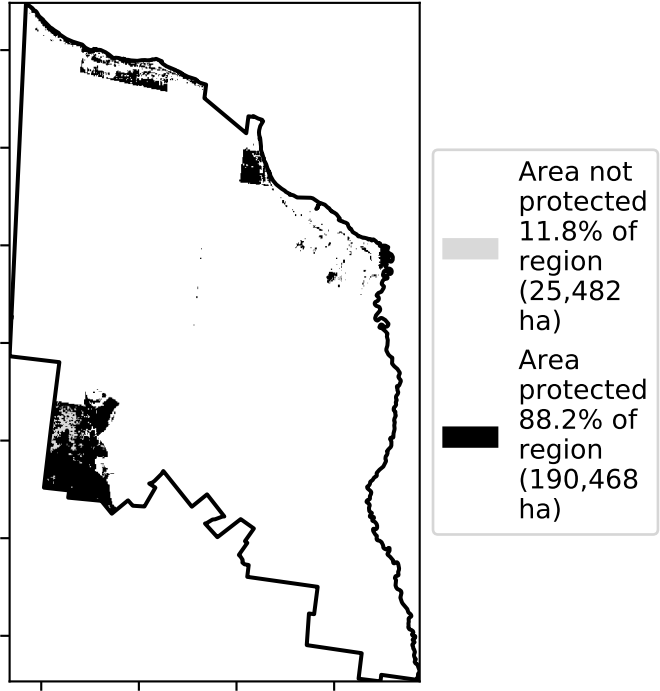 Area not
protected
11.8% of
region
(25,482
ha)
Area
protected
88.2% of
region
(190,468
ha)